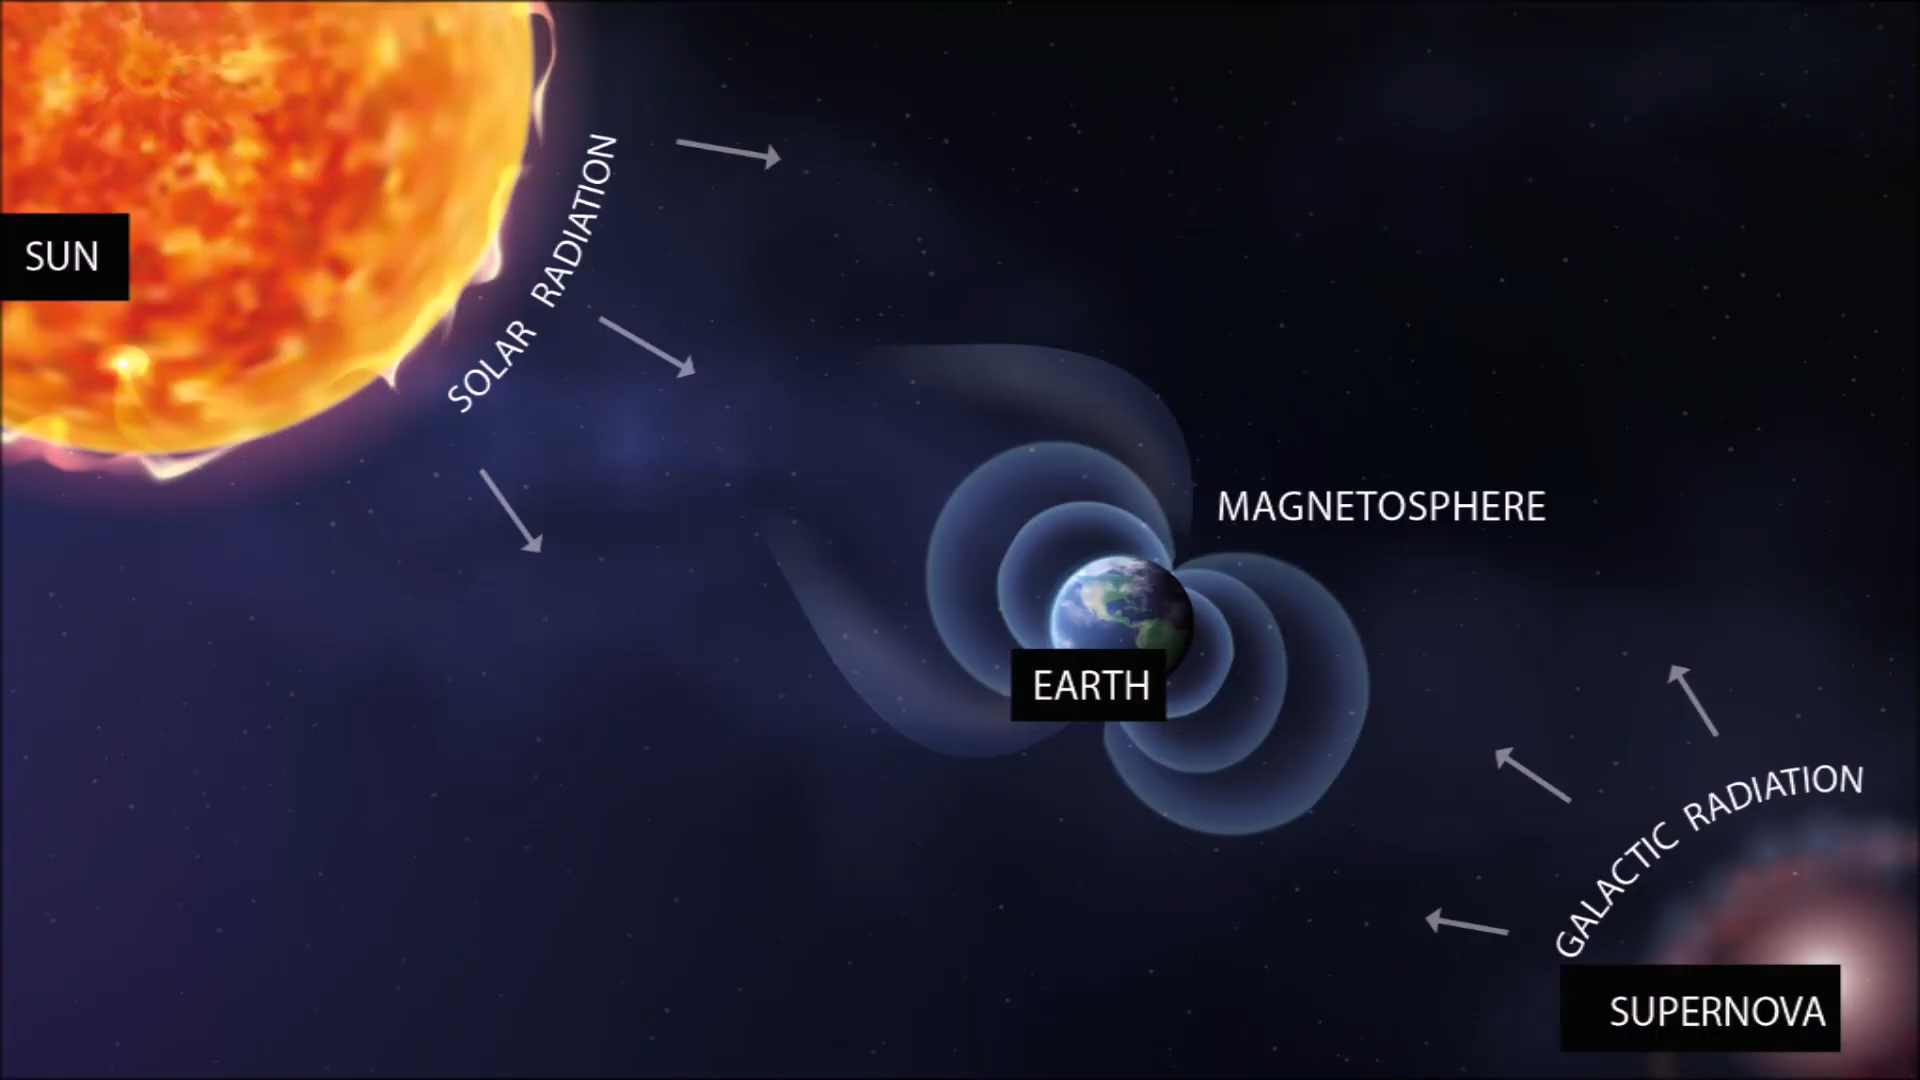 SUN
SOLAR RADIATION
MAGNETOSPHERE
EARTH
GALACTIC RADIATION
SUPERNOVA